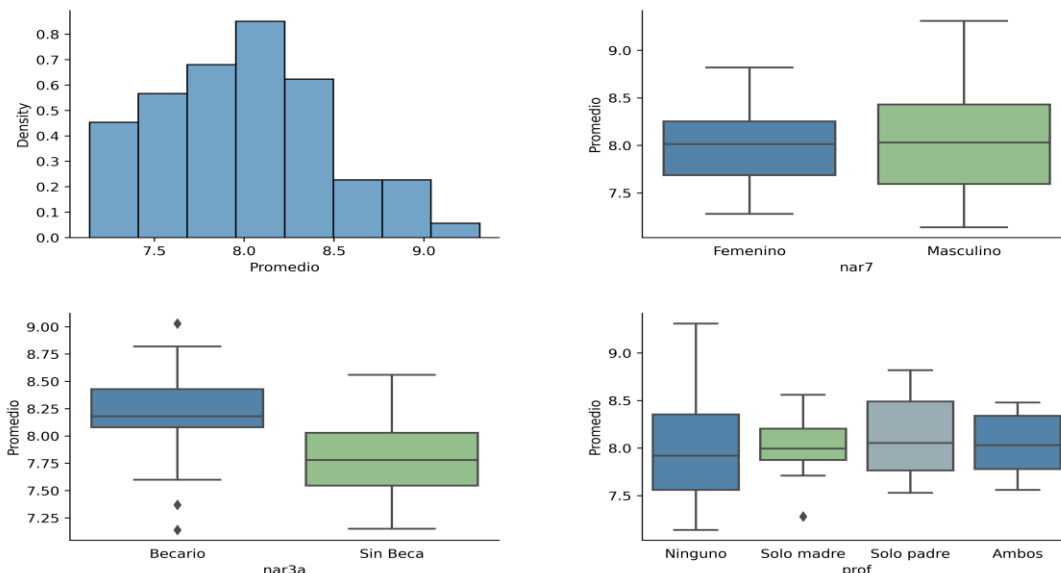 0.8
0.7
0.6
0.5
0.4
0.3
0.2
0.1
0.0
Density
7.5 8.0 8.5 9.0
Promedio
9.0
8.5
8.0
7.5
Promedio
Femenino Masculino
nar7
9.00
8.75
8.50
8.25
8.00
7.75
7.50
7.25
Promedio
Becario Sin Beca
nar3a
9.0
8.5
8.0
7.5
Promedio
Ninguno Solo madre Solo padre Ambos
prof